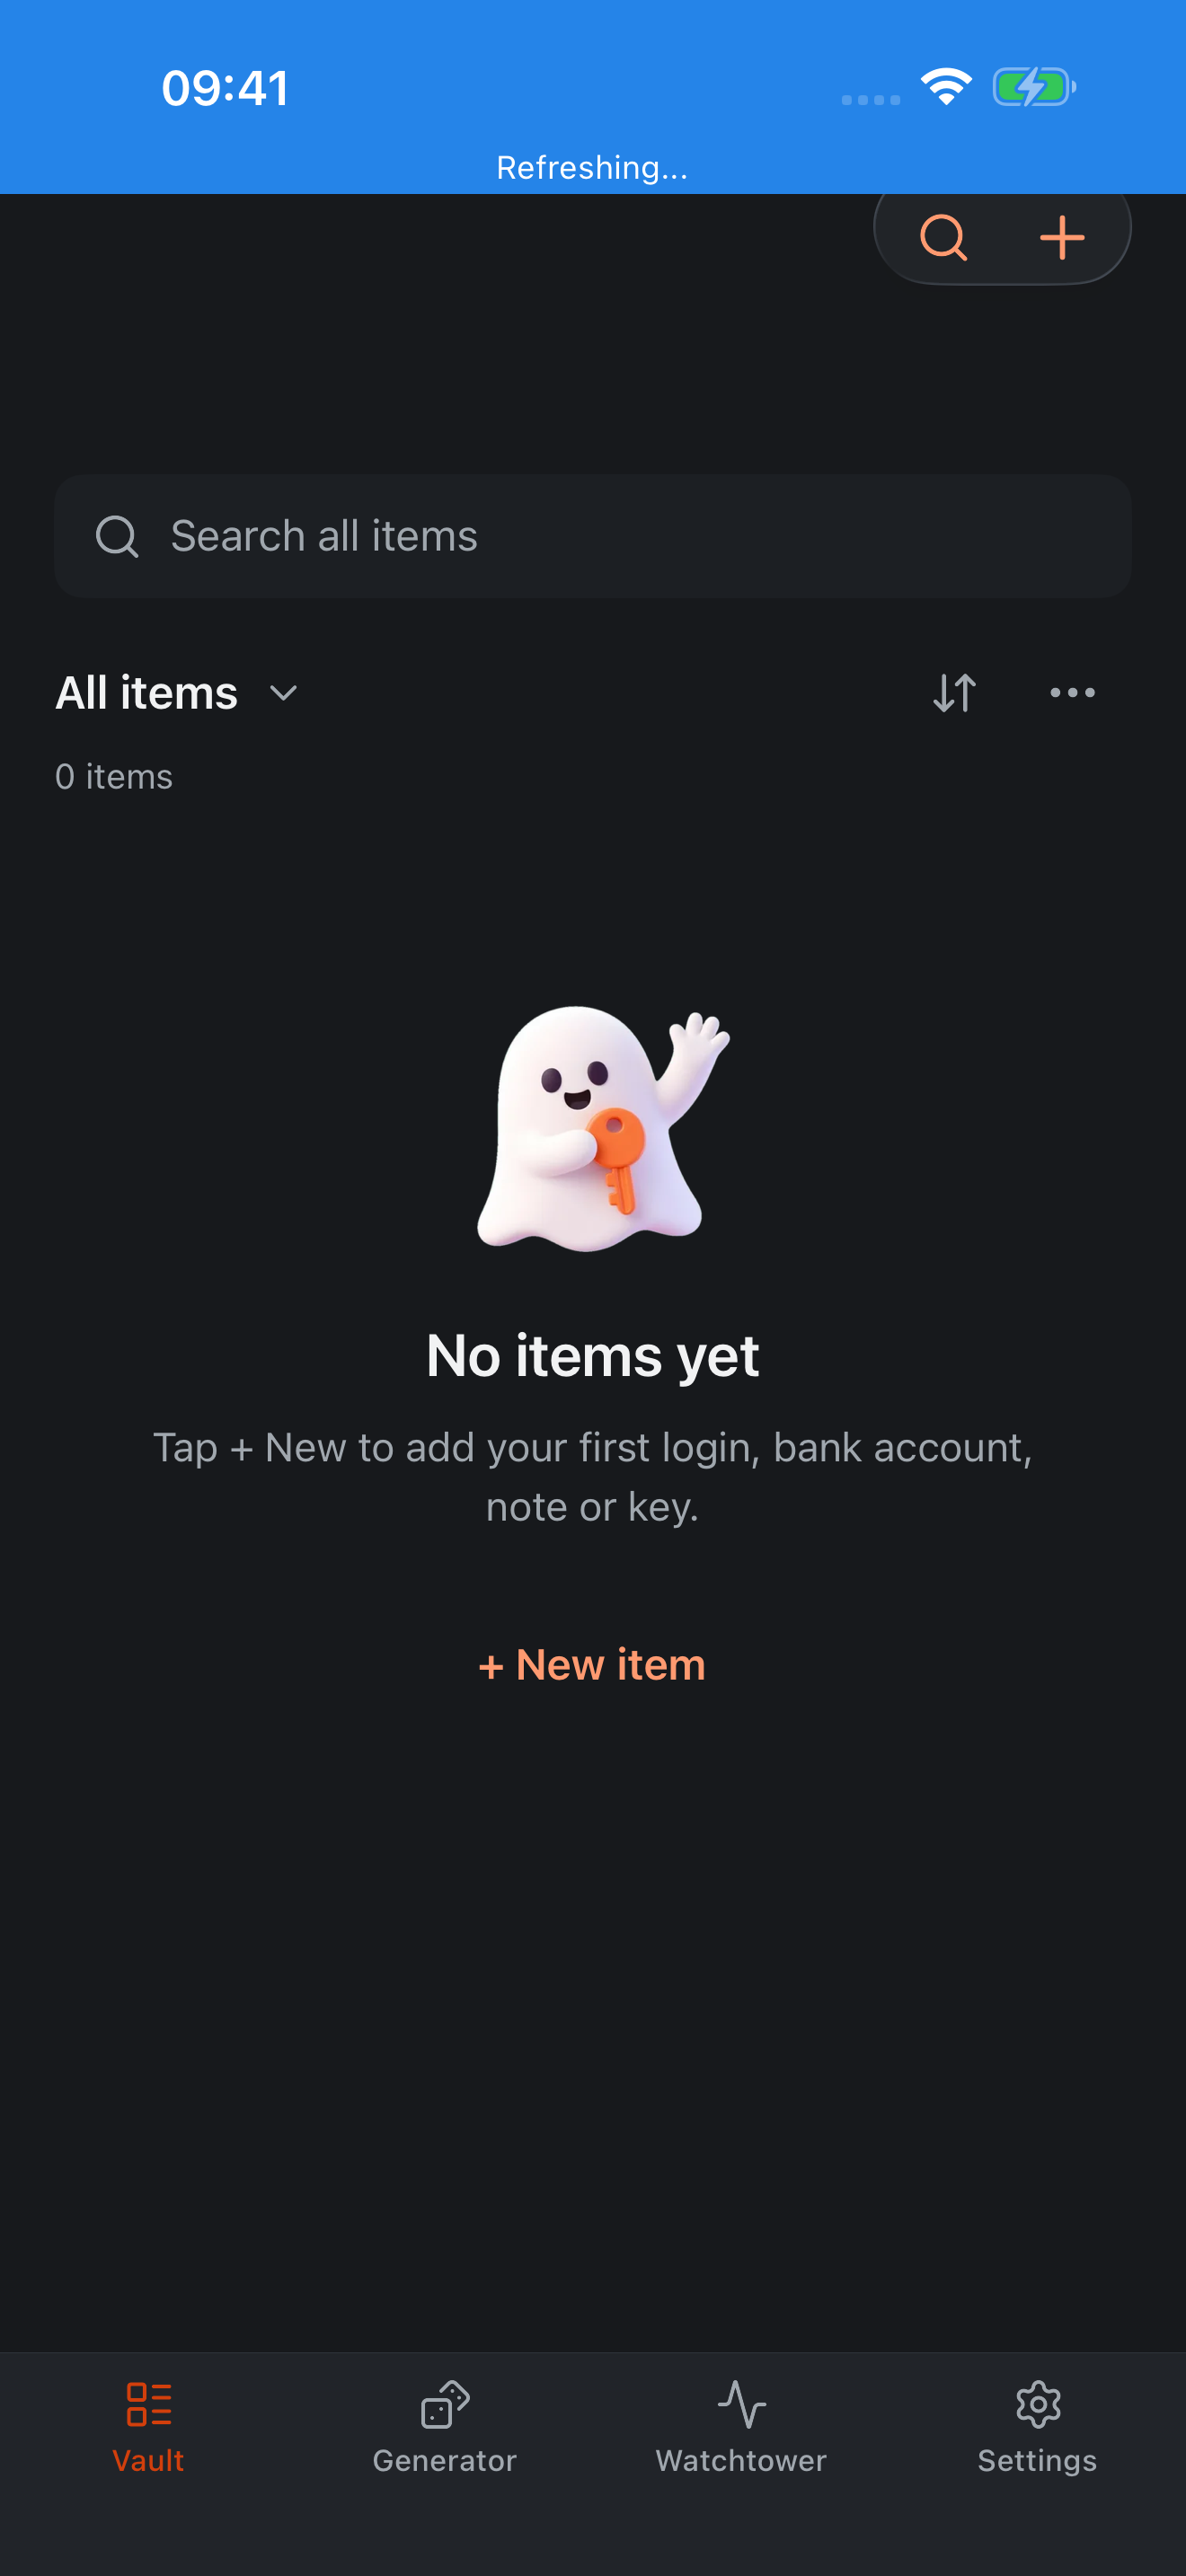 09:41
Refreshing...
Search all items
All items
0 items
No items yet
Tap + New to add your first login, bank account,
note or key.
+ New item
Vault
Generator
Watchtower
Settings